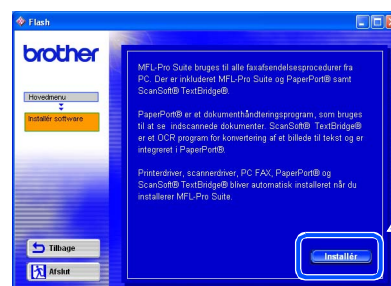 Flash
brother
Hovedmenu
Installér software
MFL-Pro Suite bruges til alle faxafsendelsesprocedurer fra
PC. Der er inkluderet MFL-Pro Suite og PaperPort® samt
ScanSoft® TextBridge®
PaperPort® er et dokumenthåndteringsprogram, som bruges
til at se indscannede dokumenter. ScanSoft® TextBridge®
er et OCR program for konvertering af et billede til tekst og er
integreret i PaperPort®.
Printerdriver, scannerdriver, PC FAX, PaperPort® og
ScanSoft® TextBridge® bliver automatisk installeret når du
installerer MFL-Pro Suite.
Tilbage
Afslut
Installér